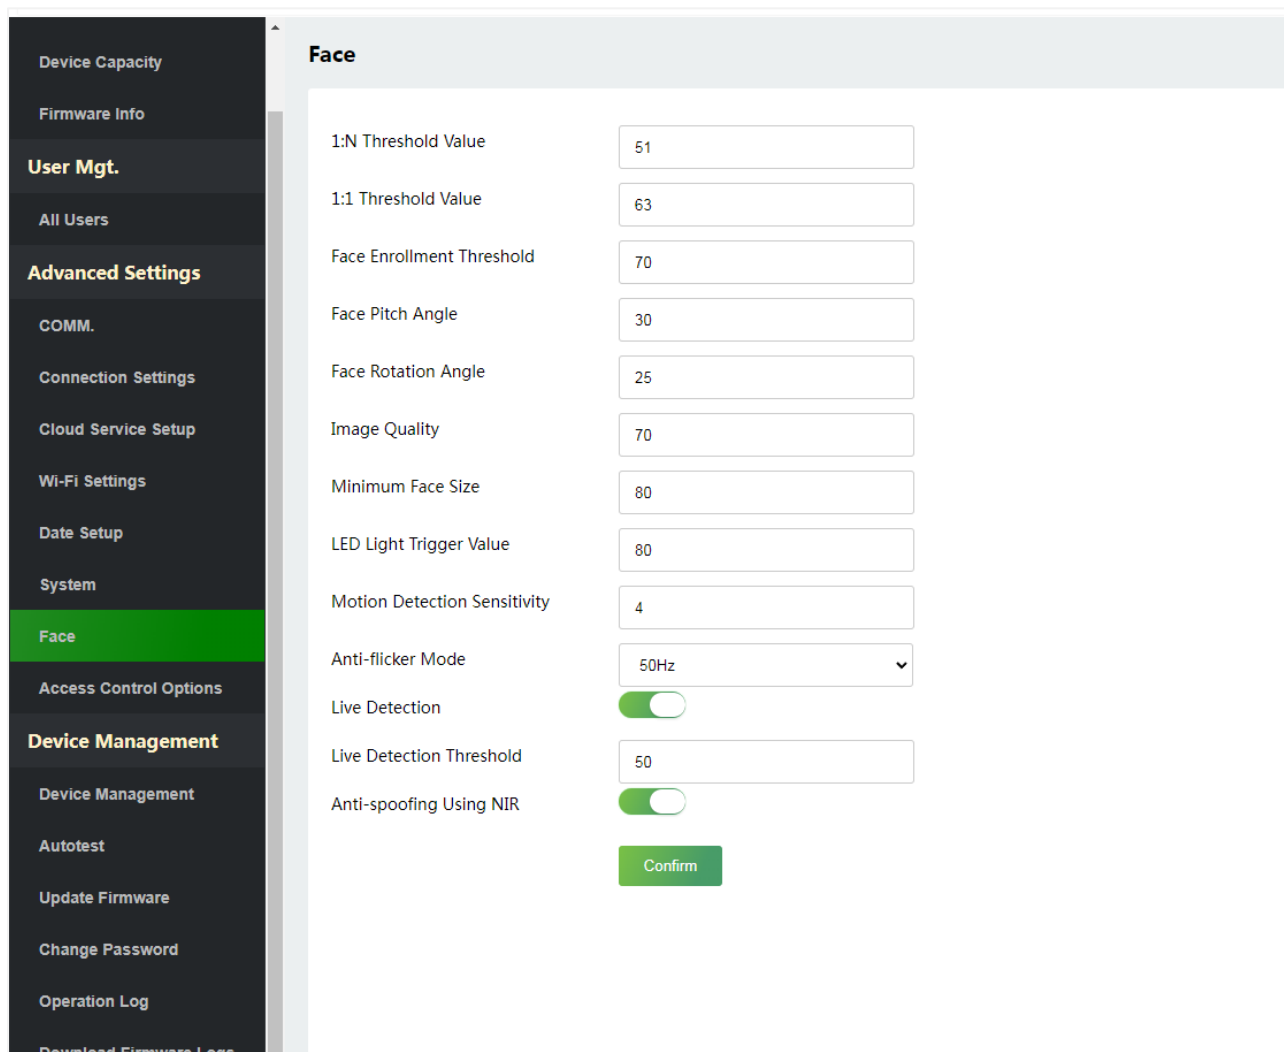 Device Capacity
Firmware Info
User Mgt.
All Users
Advanced Settings
COMM.
Connection Settings
Cloud Service Setup
Wi-Fi Settings
Date Setup
System
Face
Access Control Options
Device Management
Device Management
Autotest
Update Firmware
Change Password
Operation Log
Download Firmware Logs
Face
1:N Threshold Value 51
1:1 Threshold Value 63
Face Enrollment Threshold 70
Face Pitch Angle 30
Face Rotation Angle 25
Image Quality 70
Minimum Face Size 80
LED Light Trigger Value 80
Motion Detection Sensitivity 4
Anti-flicker Mode 50Hz
Live Detection
Live Detection Threshold 50
Anti-spoofing Using NIR
Confirm